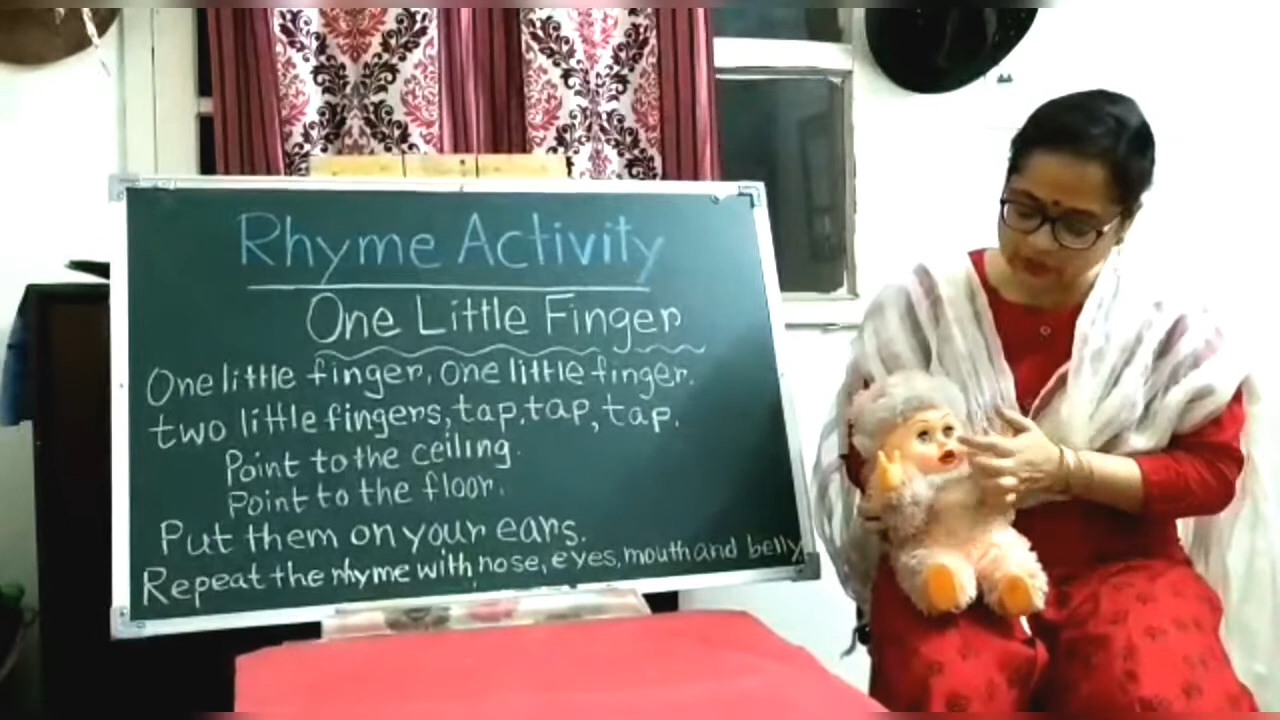 Rhyme Activity
One Little Finger
One little finger, one little finger.
two little fingers, tap, tap, tap.
Point to the ceiling.
Point to the floor.
Put them on your ears.
Repeat the rhyme with nose, eyes, mouth and belly.